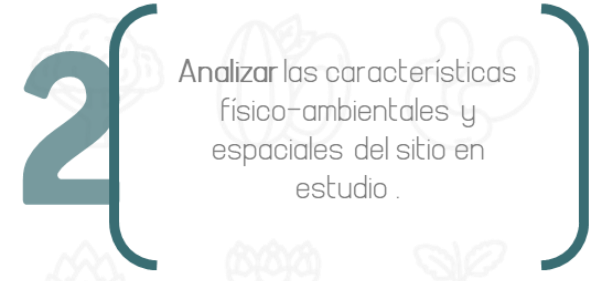 2
Analizar las características
físico-ambientales y
espaciales del sitio en
estudio .